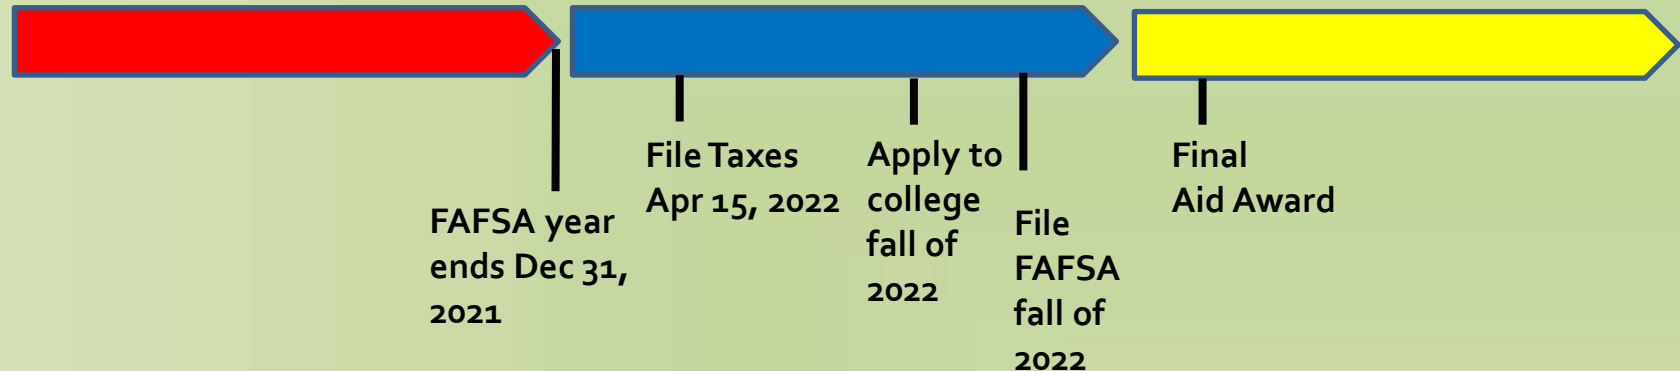 FAFSA year
ends Dec 31,
2021
File Taxes
Apr 15, 2022
Apply to
college
fall of
2022
File
FAFSA
fall of
2022
Final
Aid Award